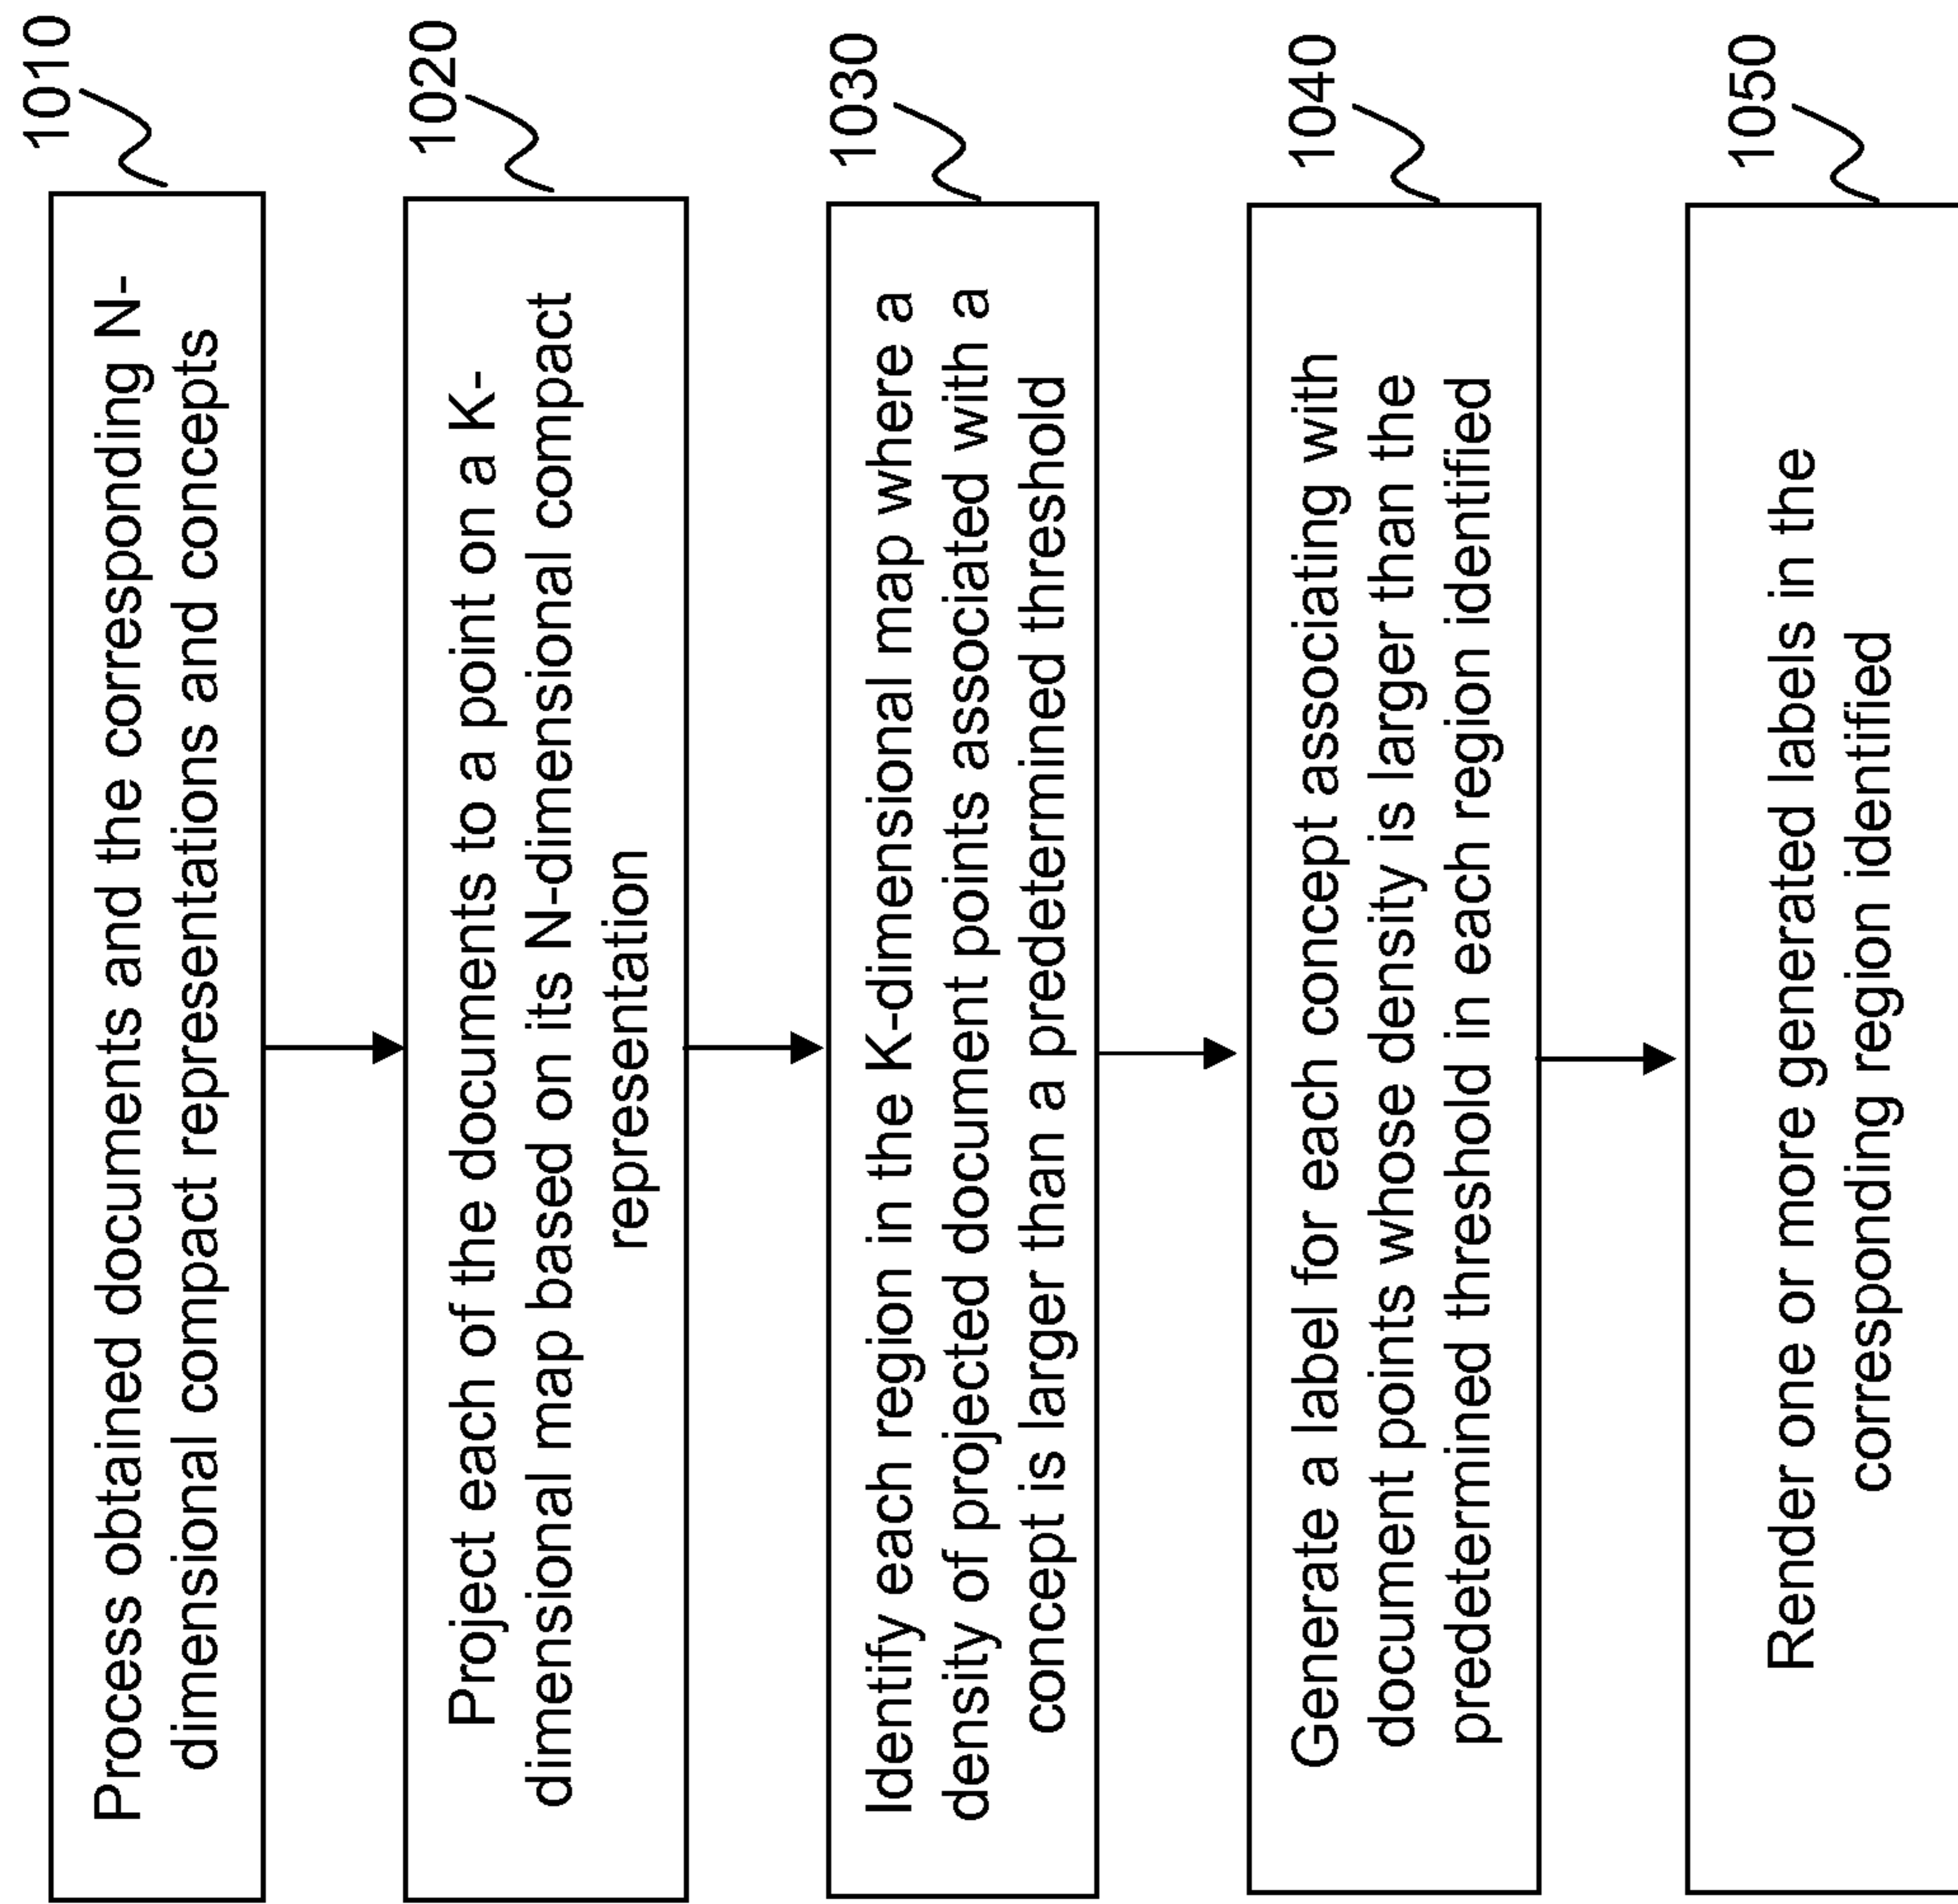 1010
Process obtained documents and the corresponding N-
dimensional compact representations and concepts
1020
Project each of the documents to a point on a K-
dimensional map based on its N-dimensional compact
representation
1030
Identify each region in the K-dimensional map where a
density of projected document points associated with a
concept is larger than a predetermined threshold
1040
Generate a label for each concept associating with
document points whose density is larger than the
predetermined threshold in each region identified
1050
Render one or more generated labels in the
corresponding region identified